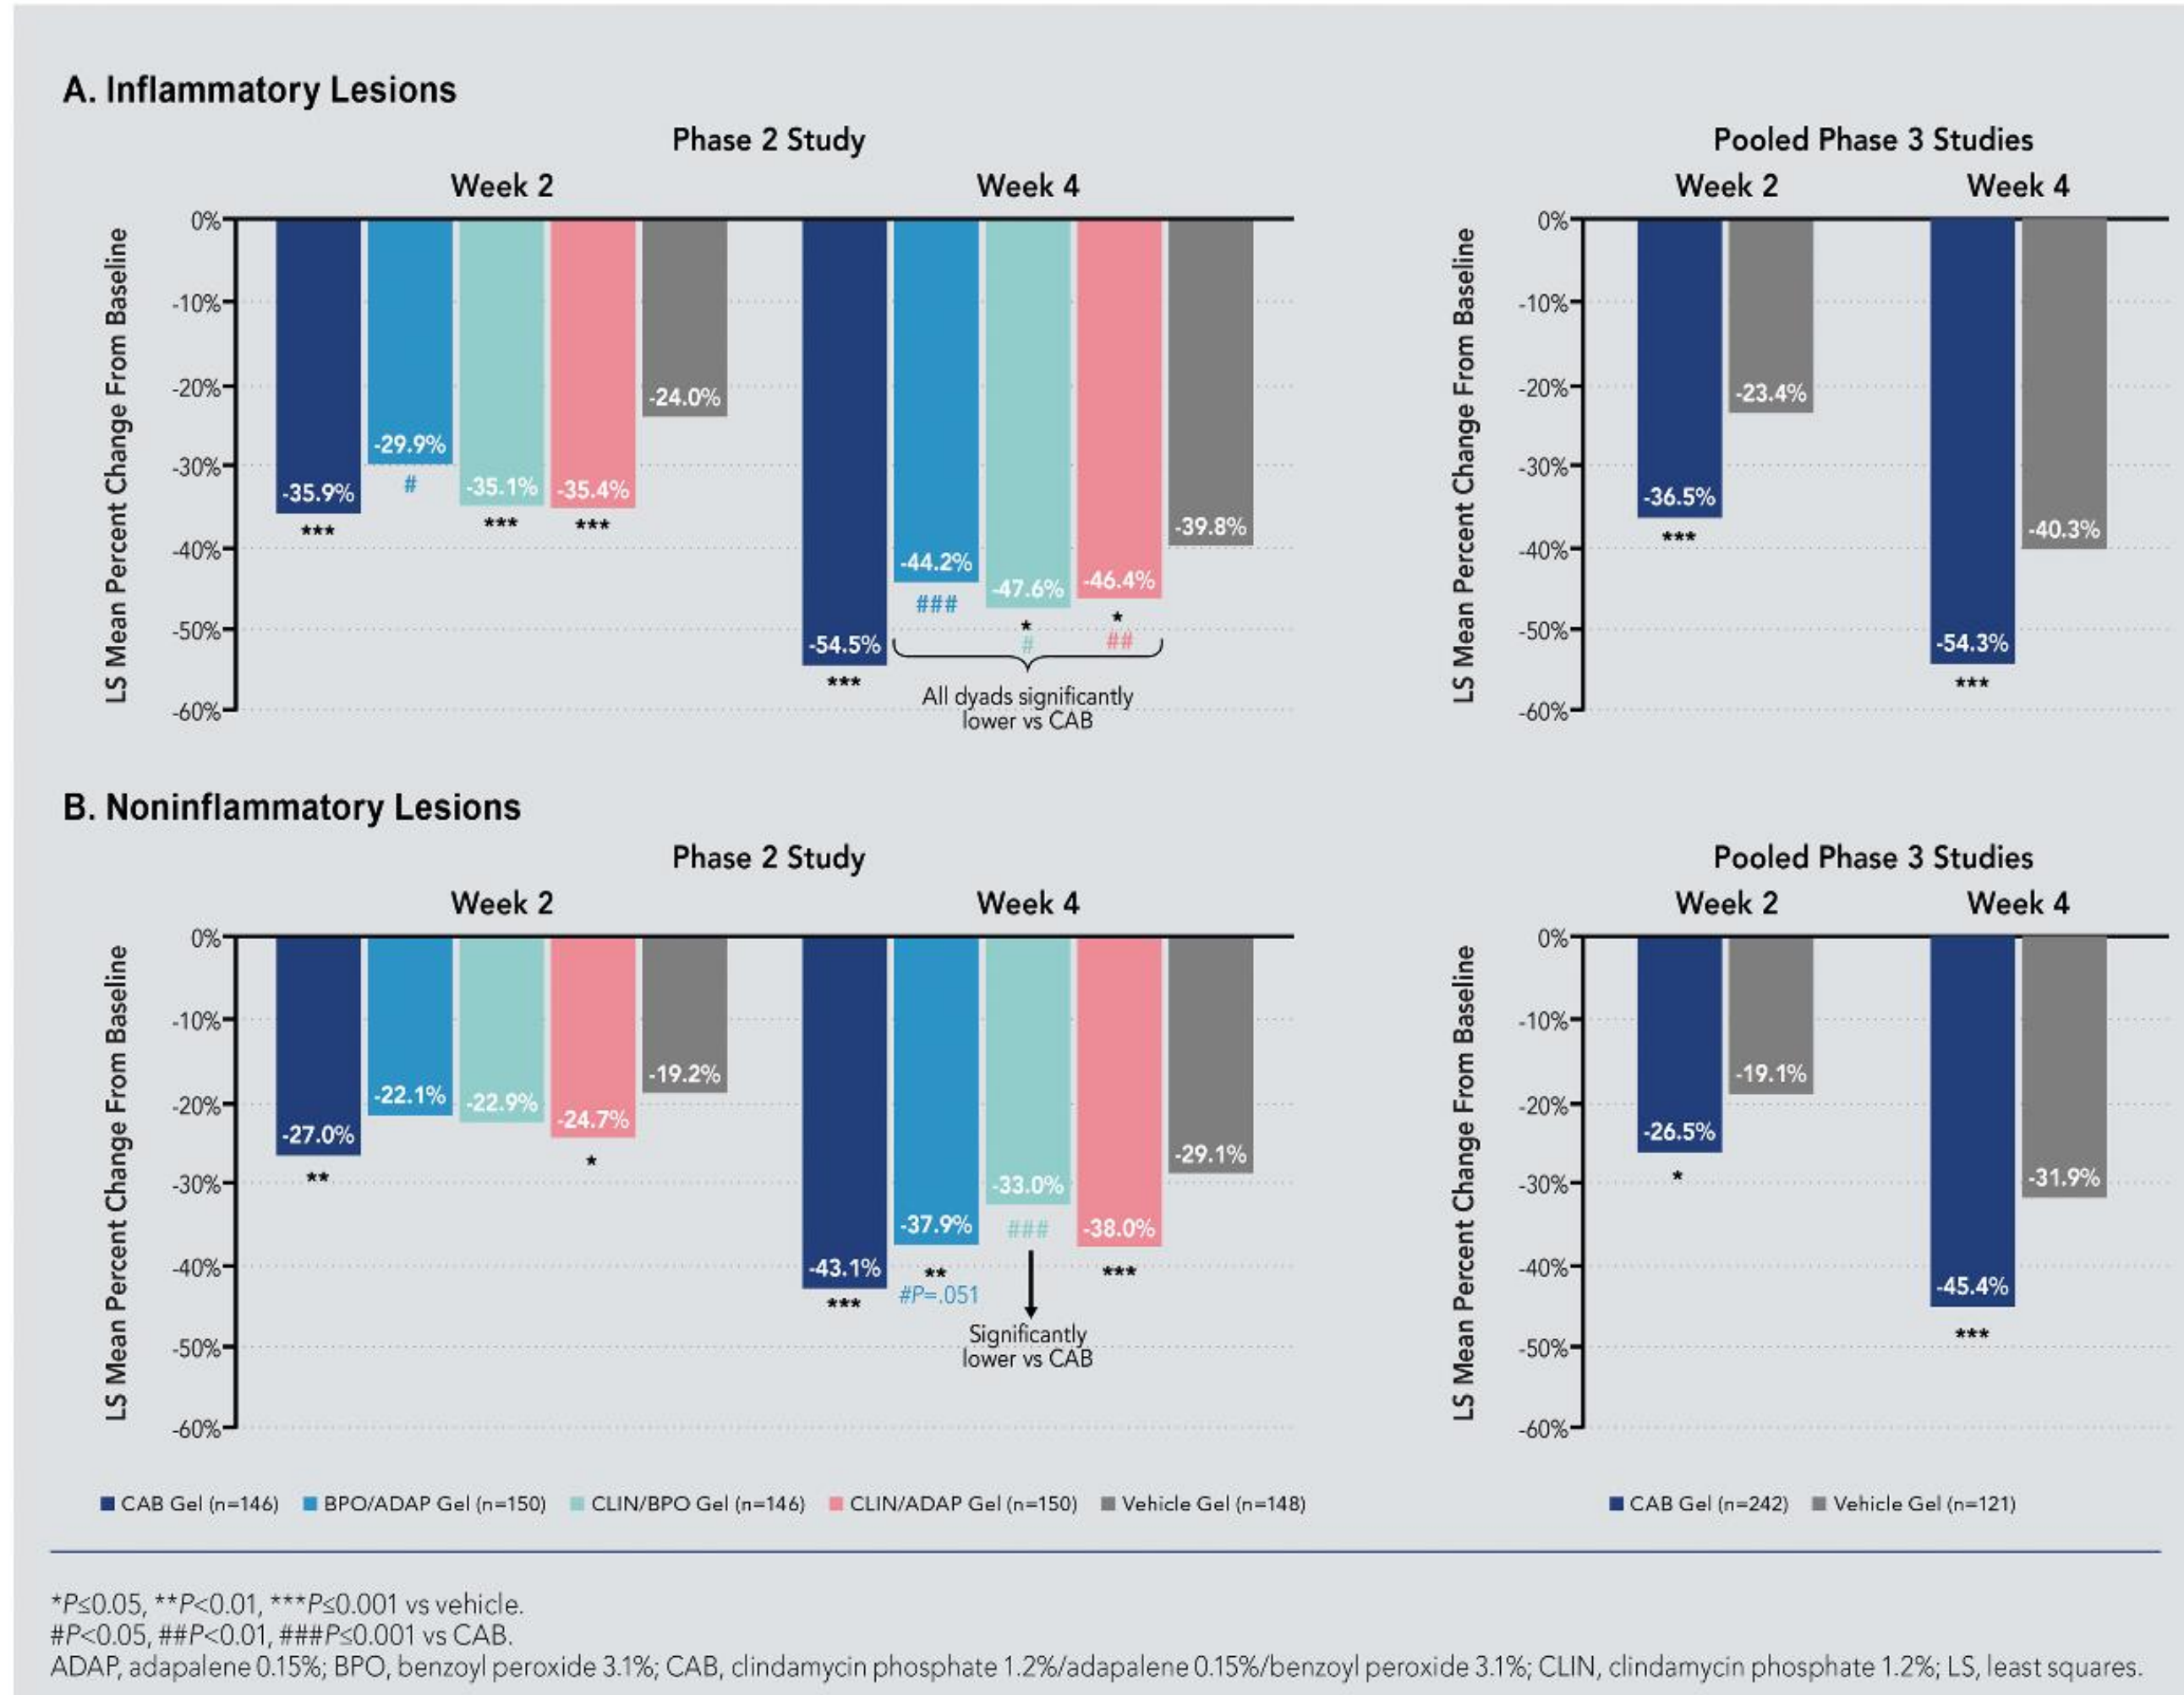 A. Inflammatory Lesions
Phase 2 Study
Week 2
Week 4
LS Mean Percent Change From Baseline
0%
-10%
-20%
-30%
-40%
-50%
-60%
-35.9%
***
-29.9%
#
-35.1%
***
-35.4%
***
-24.0%
-54.5%
***
-44.2%
###
-47.6%
*
#
-46.4%
*
##
-39.8%
All dyads significantly
lower vs CAB
Pooled Phase 3 Studies
Week 2
Week 4
LS Mean Percent Change From Baseline
0%
-10%
-20%
-30%
-40%
-50%
-60%
-36.5%
***
-23.4%
-54.3%
***
-40.3%
B. Noninflammatory Lesions
Phase 2 Study
Week 2
Week 4
LS Mean Percent Change From Baseline
0%
-10%
-20%
-30%
-40%
-50%
-60%
-27.0%
**
-22.1%
-22.9%
-24.7%
*
-19.2%
-43.1%
***
-37.9%
**
#P=.051
-33.0%
###
Significantly
lower vs CAB
-38.0%
***
-29.1%
Pooled Phase 3 Studies
Week 2
Week 4
LS Mean Percent Change From Baseline
0%
-10%
-20%
-30%
-40%
-50%
-60%
-26.5%
*
-19.1%
-45.4%
***
-31.9%
CAB Gel (n=146) BPO/ADAP Gel (n=150) CLIN/BPO Gel (n=146) CLIN/ADAP Gel (n=150) Vehicle Gel (n=148)
CAB Gel (n=242) Vehicle Gel (n=121)
*P≤0.05, **P<0.01, ***P≤0.001 vs vehicle.
#P<0.05, ##P<0.01, ###P≤0.001 vs CAB.
ADAP, adapalene 0.15%; BPO, benzoyl peroxide 3.1%; CAB, clindamycin phosphate 1.2%/adapalene 0.15%/benzoyl peroxide 3.1%; CLIN, clindamycin phosphate 1.2%; LS, least squares.